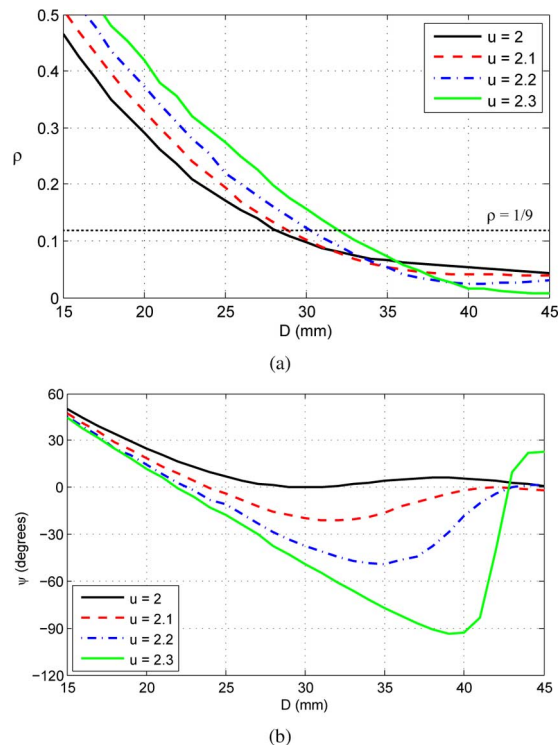 0.5
0.4
0.3
0.2
0.1
0
ρ
u = 2
u = 2.1
u = 2.2
u = 2.3
ρ = 1/9
15 20 25 30 35 40 45
D (mm)
(a)
60
30
0
−30
−60
−90
−120
ψ (degrees)
u = 2
u = 2.1
u = 2.2
u = 2.3
15 20 25 30 35 40 45
D (mm)
(b)